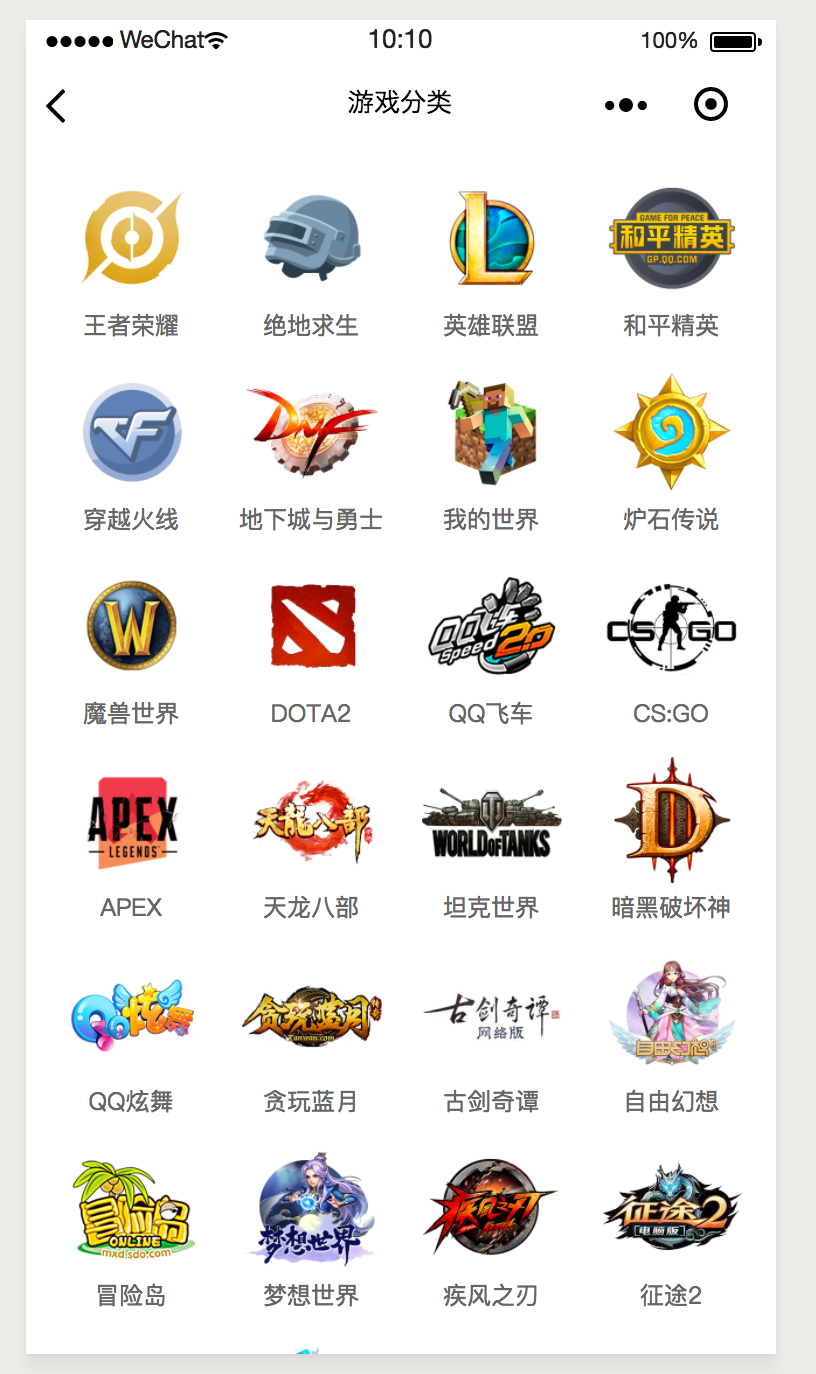 WeChat 10:10 100%
游戏分类
GAME FOR PEACE
和平精英
GP.QQ.COM
王者荣耀 绝地求生 英雄联盟 和平精英
CF DNF
穿越火线 地下城与勇士 我的世界 炉石传说
W QQ飞车 Speed 2.0 CS GO
魔兽世界 DOTA2 QQ飞车 CS:GO
APEX LEGENDS 天龍八部 WORLD OF TANKS D
APEX 天龙八部 坦克世界 暗黑破坏神
QQ炫舞 贪玩蓝月 Tanwan.com 古剑奇谭 网络版 自由幻想
QQ炫舞 贪玩蓝月 古剑奇谭 自由幻想
冒险岛 ONLINE mxd.sdo.com 梦想世界 疾风之刃 征途2 电脑版
冒险岛 梦想世界 疾风之刃 征途2